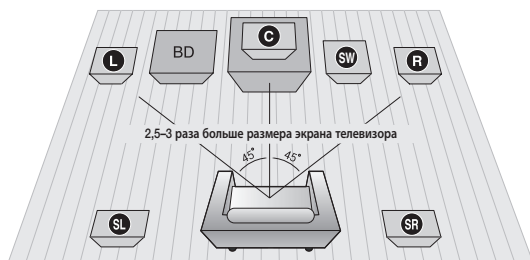 C
L
BD
SW
R
2,5–3 раза больше размера экрана телевизора
45° 45°
SL
SR